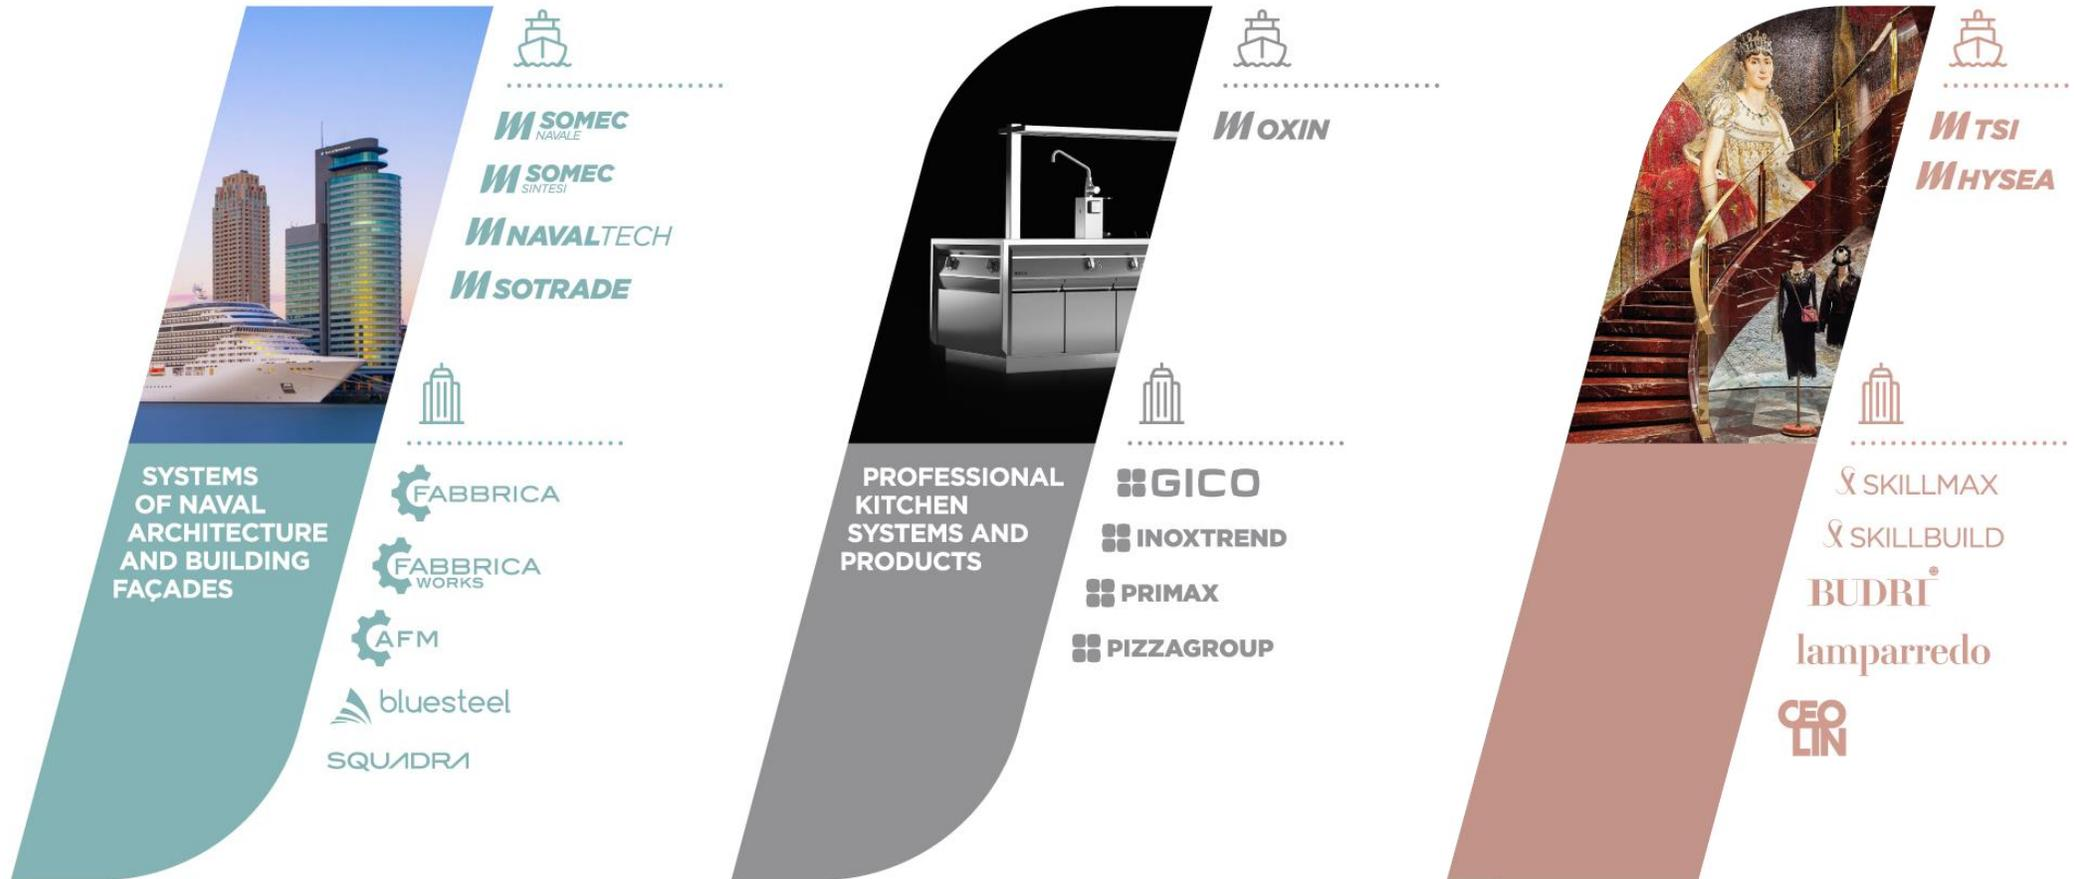 SOMEC
NAVALE
SOMEC
SINTESI
NAVALTECH
SOTRADE
SYSTEMS
OF NAVAL
ARCHITECTURE
AND BUILDING
FAÇADES
FABBRICA
FABBRICA
WORKS
AFM
bluesteel
SQUADRA
OXIN
PROFESSIONAL
KITCHEN
SYSTEMS AND
PRODUCTS
GICO
INOXTREND
PRIMAX
PIZZAGROUP
TSI
HYSEA
SKILLMAX
SKILLBUILD
BUDRI
lamparredo
CEO
LIN